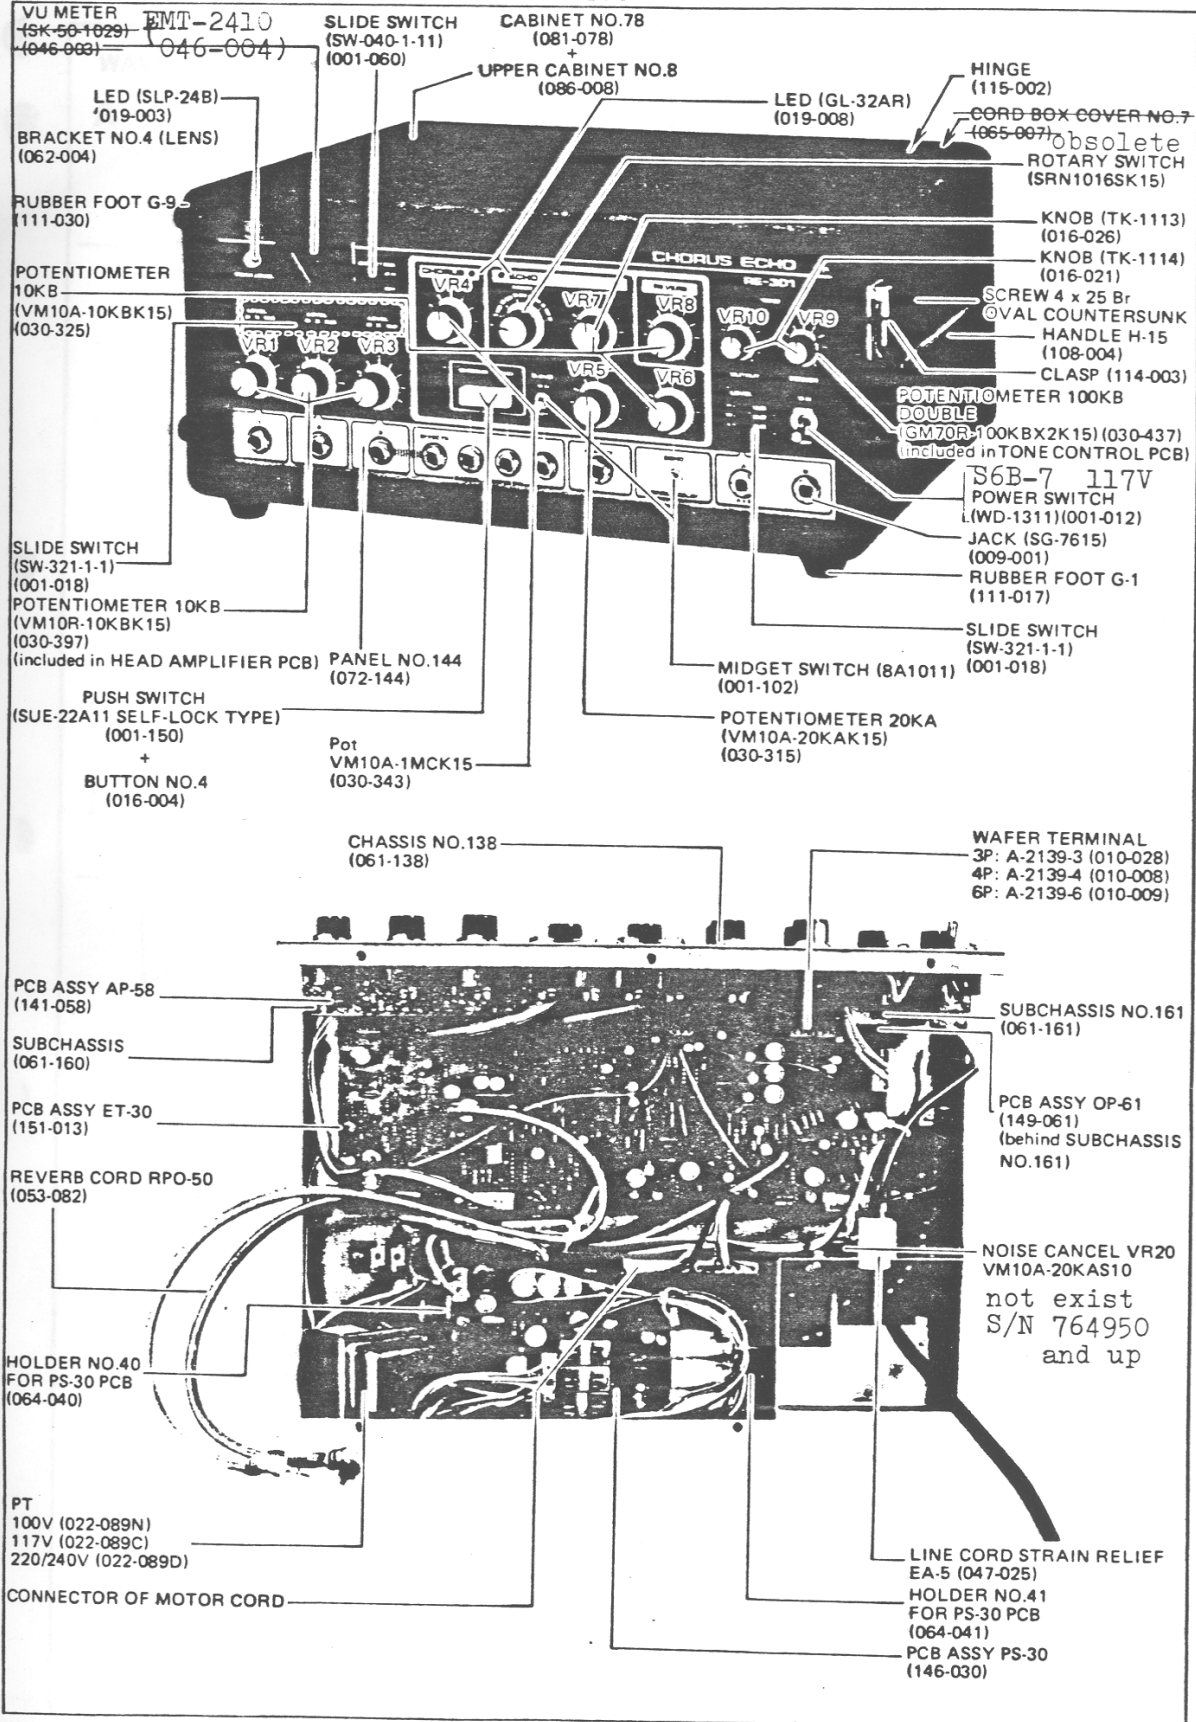 VU METER
(SK-50-1029)
(046-003)
EMT-2410
(046-004)
SLIDE SWITCH
(SW-040-1-11)
(001-060)
CABINET NO.78
(081-078)
+
UPPER CABINET NO.8
(086-008)
LED (SLP-24B)
(019-003)
BRACKET NO.4 (LENS)
(062-004)
LED (GL-32AR)
(019-008)
HINGE
(115-002)
CORD BOX COVER NO.7
(065-007)
obsolete
ROTARY SWITCH
(SRN1016SK15)
RUBBER FOOT G-9
(111-030)
KNOB (TK-1113)
(016-026)
KNOB (TK-1114)
(016-021)
POTENTIOMETER
10KB
(VM10A-10KBK15)
(030-325)
SCREW 4 x 25 Br
OVAL COUNTERSUNK
HANDLE H-15
(108-004)
CLASP (114-003)
CHORUS ECHO
RE-301
ECHO
REVERB
VR4
VR7
VR8
VR10
VR9
VR1
VR2
VR3
VR5
VR6
POTENTIOMETER 100KB
DOUBLE
(GM70R-100KBX2K15)(030-437)
(included in TONE CONTROL PCB)
S6B-7 117V
POWER SWITCH
(WD-1311)(001-012)
JACK (SG-7615)
(009-001)
RUBBER FOOT G-1
(111-017)
SLIDE SWITCH
(SW-321-1-1)
(001-018)
POTENTIOMETER 10KB
(VM10R-10KBK15)
(030-397)
(included in HEAD AMPLIFIER PCB)
PANEL NO.144
(072-144)
SLIDE SWITCH
(SW-321-1-1)
(001-018)
MIDGET SWITCH (8A1011)
(001-102)
PUSH SWITCH
(SUE-22A11 SELF-LOCK TYPE)
(001-150)
+
BUTTON NO.4
(016-004)
Pot
VM10A-1MCK15
(030-343)
POTENTIOMETER 20KA
(VM10A-20KAK15)
(030-315)
CHASSIS NO.138
(061-138)
WAFER TERMINAL
3P: A-2139-3 (010-028)
4P: A-2139-4 (010-008)
6P: A-2139-6 (010-009)
PCB ASSY AP-58
(141-058)
SUBCHASSIS
(061-160)
PCB ASSY ET-30
(151-013)
REVERB CORD RPO-50
(053-082)
SUBCHASSIS NO.161
(061-161)
PCB ASSY OP-61
(149-061)
(behind SUBCHASSIS
NO.161)
NOISE CANCEL VR20
VM10A-20KAS10
not exist
S/N 764950
and up
HOLDER NO.40
FOR PS-30 PCB
(064-040)
PT
100V (022-089N)
117V (022-089C)
220/240V (022-089D)
CONNECTOR OF MOTOR CORD
LINE CORD STRAIN RELIEF
EA-5 (047-025)
HOLDER NO.41
FOR PS-30 PCB
(064-041)
PCB ASSY PS-30
(146-030)